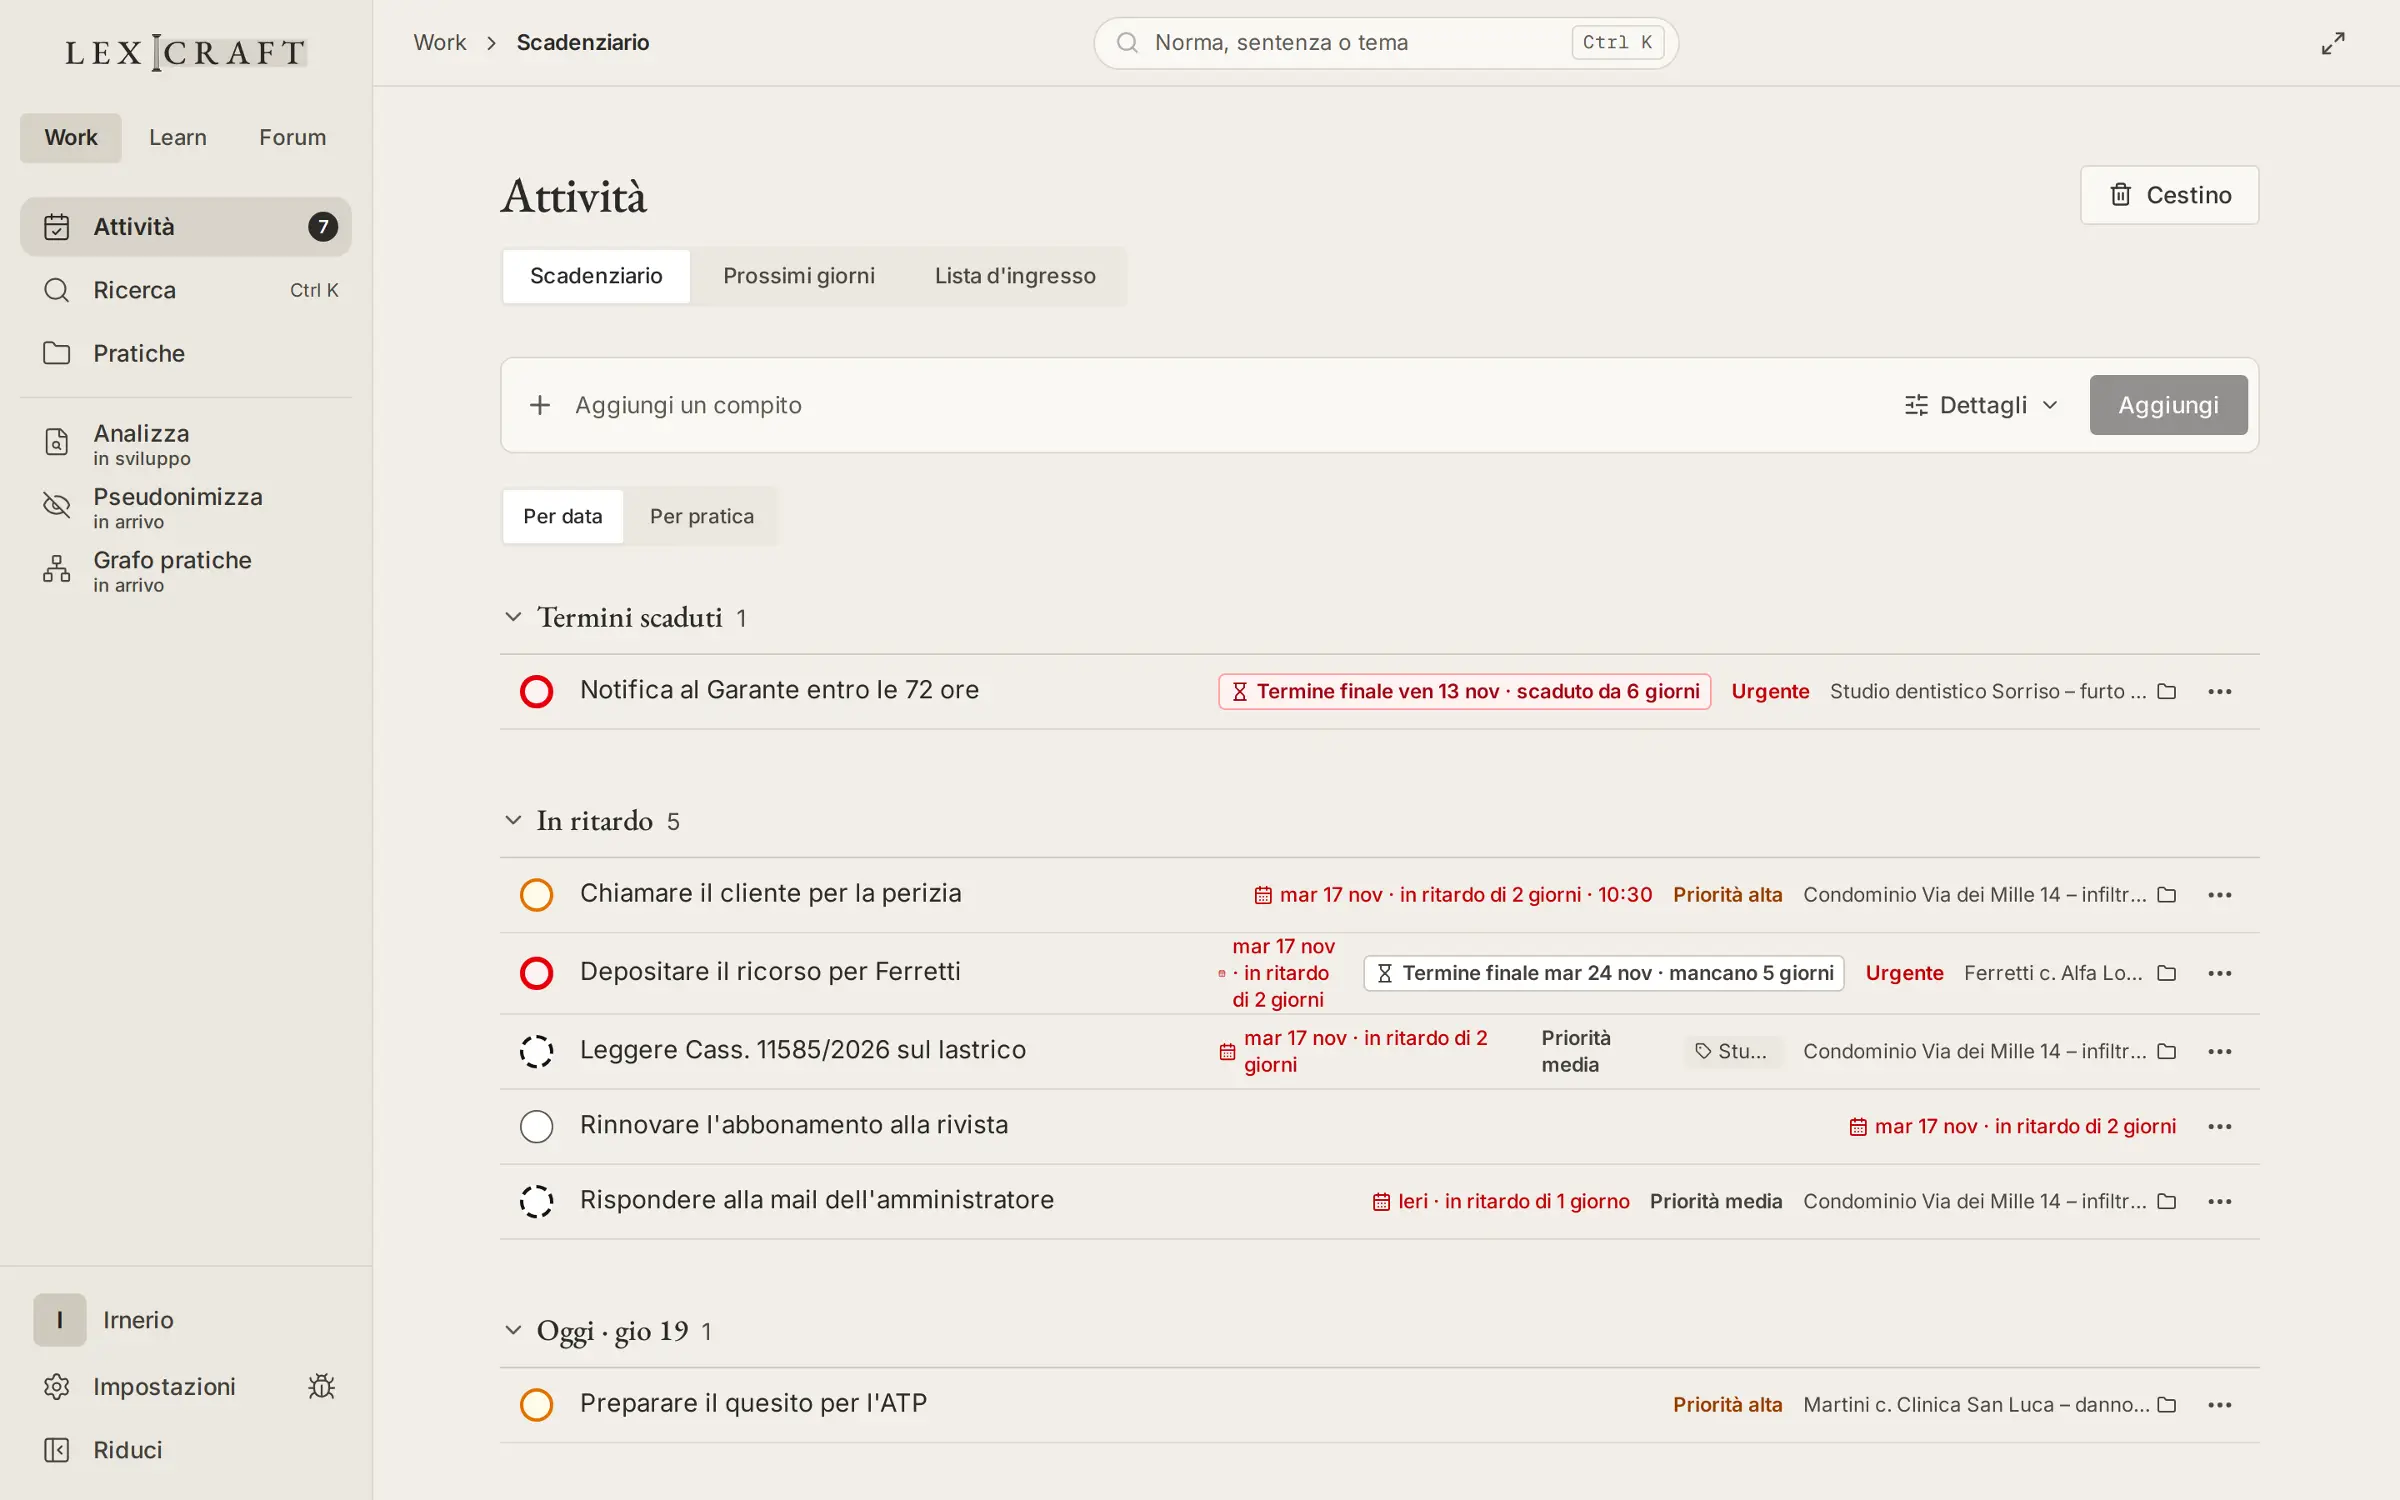 LEXICRAFT
Work
Learn
Forum
Attività
7
Ricerca
Ctrl K
Pratiche
Analizza
in sviluppo
Pseudonimizza
in arrivo
Grafo pratiche
in arrivo
I
Irnerio
Impostazioni
Riduci
Work
Scadenziario
Norma, sentenza o tema
Ctrl K
Attività
Cestino
Scadenziario
Prossimi giorni
Lista d'ingresso
Aggiungi un compito
Dettagli
Aggiungi
Per data
Per pratica
Termini scaduti 1
Notifica al Garante entro le 72 ore
Termine finale ven 13 nov · scaduto da 6 giorni
Urgente
Studio dentistico Sorriso – furto ...
In ritardo 5
Chiamare il cliente per la perizia
mar 17 nov · in ritardo di 2 giorni · 10:30
Priorità alta
Condominio Via dei Mille 14 – infiltr...
Depositare il ricorso per Ferretti
mar 17 nov
· in ritardo
di 2 giorni
Termine finale mar 24 nov · mancano 5 giorni
Urgente
Ferretti c. Alfa Lo...
Leggere Cass. 11585/2026 sul lastrico
mar 17 nov · in ritardo di 2
giorni
Priorità
media
Stu...
Condominio Via dei Mille 14 – infiltr...
Rinnovare l'abbonamento alla rivista
mar 17 nov · in ritardo di 2 giorni
Rispondere alla mail dell'amministratore
Ieri · in ritardo di 1 giorno
Priorità media
Condominio Via dei Mille 14 – infiltr...
Oggi · gio 19 1
Preparare il quesito per l'ATP
Priorità alta
Martini c. Clinica San Luca – danno...